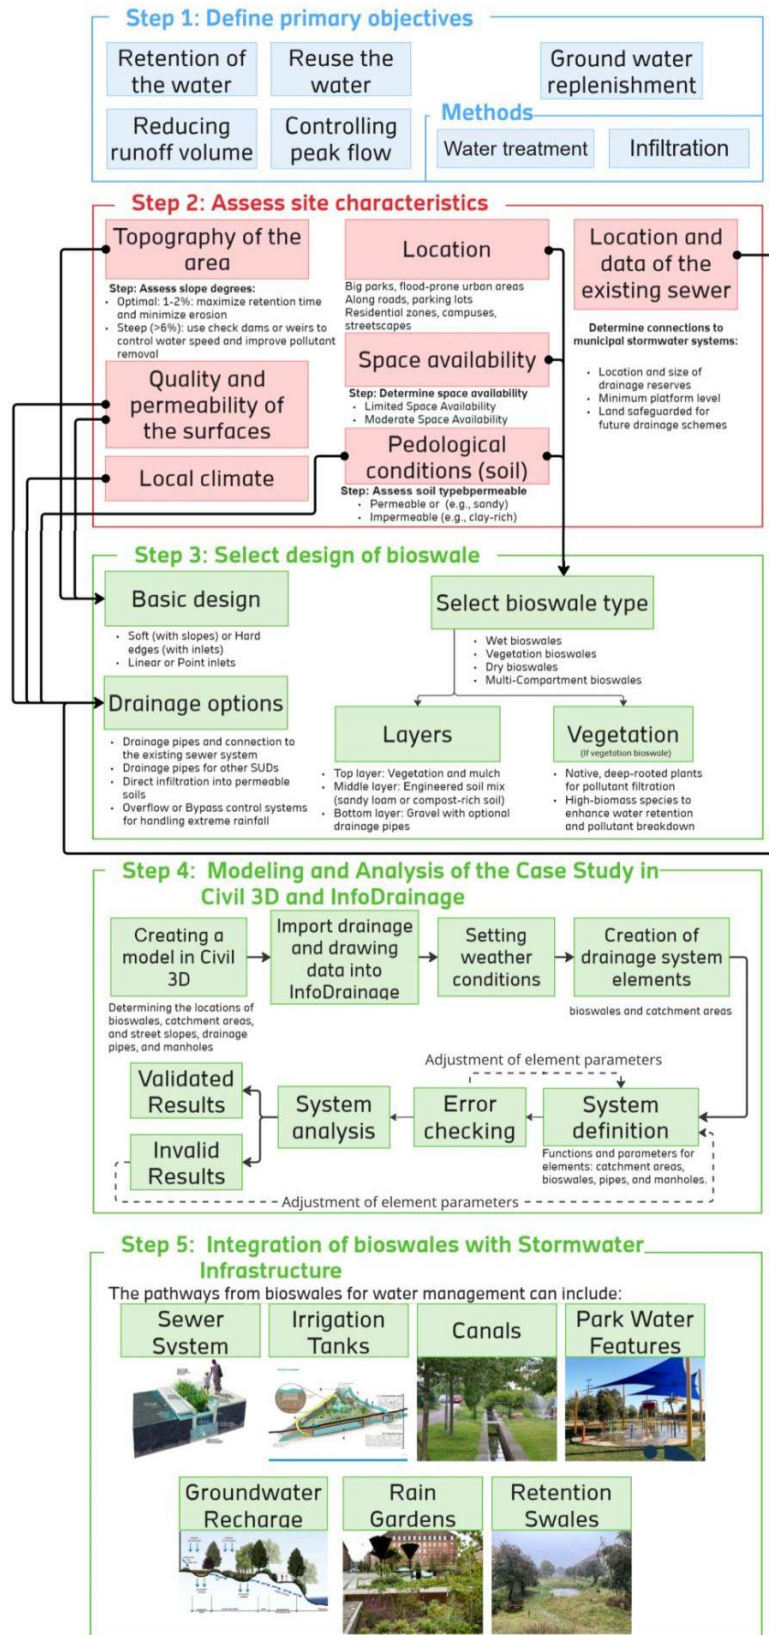 Step 1: Define primary objectives
Retention of
the water
Reuse the
water
Ground water
replenishment
Reducing
runoff volume
Controlling
peak flow
Methods
Water treatment
Infiltration
Step 2: Assess site characteristics
Topography of the
area
Step: Assess slope degrees:
• Optimal: 1-2%: maximize retention time
and minimize erosion
• Steep (>6%): use check dams or weirs to
control water speed and improve pollutant
removal
Location
Big parks, flood-prone urban areas
Along roads, parking lots
Residential zones, campuses,
streetscapes
Location and
data of the
existing sewer
Determine connections to
municipal stormwater systems:
• Location and size of
drainage reserves
• Minimum platform level
• Land safeguarded for
future drainage schemes
Quality and
permeability of
the surfaces
Space availability
Step: Determine space availability
• Limited Space Availability
• Moderate Space Availability
Local climate
Pedological
conditions (soil)
Step: Assess soil typebpermeable
• Permeable or (e.g., sandy)
• Impermeable (e.g., clay-rich)
Step 3: Select design of bioswale
Basic design
• Soft (with slopes) or Hard
edges (with inlets)
• Linear or Point inlets
Select bioswale type
• Wet bioswales
• Vegetation bioswales
• Dry bioswales
• Multi-Compartment bioswales
Drainage options
• Drainage pipes and connection to
the existing sewer system
• Drainage pipes for other SUDs
• Direct infiltration into permeable
soils
• Overflow or Bypass control systems
for handling extreme rainfall
Layers
• Top layer: Vegetation and mulch
• Middle layer: Engineered soil mix
(sandy loam or compost-rich soil)
• Bottom layer: Gravel with optional
drainage pipes
Vegetation
(If vegetation bioswale)
• Native, deep-rooted plants
for pollutant filtration
• High-biomass species to
enhance water retention
and pollutant breakdown
Step 4: Modeling and Analysis of the Case Study in
Civil 3D and InfoDrainage
Creating a
model in Civil
3D
Determining the locations of
bioswales, catchment areas,
and street slopes, drainage
pipes, and manholes
Import drainage
and drawing
data into
InfoDrainage
Setting
weather
conditions
Creation of
drainage system
elements
bioswales and catchment areas
Adjustment of element parameters
Validated
Results
Invalid
Results
System
analysis
Error
checking
System
definition
Functions and parameters for
elements: catchment areas,
bioswales, pipes, and manholes.
Adjustment of element parameters
Step 5: Integration of bioswales with Stormwater
Infrastructure
The pathways from bioswales for water management can include:
Sewer
System
Irrigation
Tanks
Canals
Park Water
Features
Groundwater
Recharge
Rain
Gardens
Retention
Swales